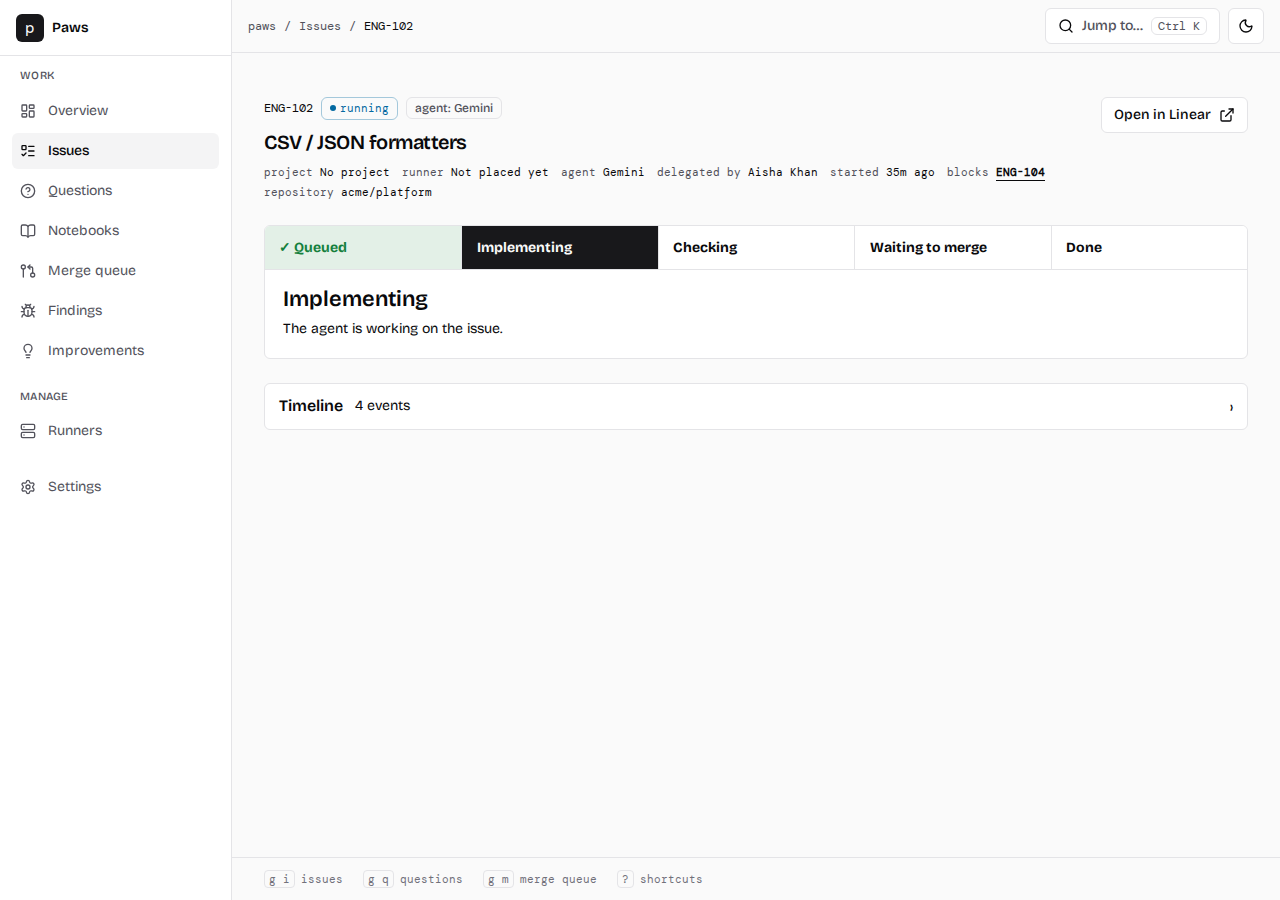 p Paws
paws / Issues / ENG-102
Jump to... Ctrl K
WORK
Overview
Issues
Questions
Notebooks
Merge queue
Findings
Improvements
MANAGE
Runners
Settings
ENG-102 running agent: Gemini
Open in Linear
CSV / JSON formatters
project No project runner Not placed yet agent Gemini delegated by Aisha Khan started 35m ago blocks ENG-104
repository acme/platform
✓ Queued Implementing Checking Waiting to merge Done
Implementing
The agent is working on the issue.
Timeline 4 events ›
g i issues g q questions g m merge queue ? shortcuts